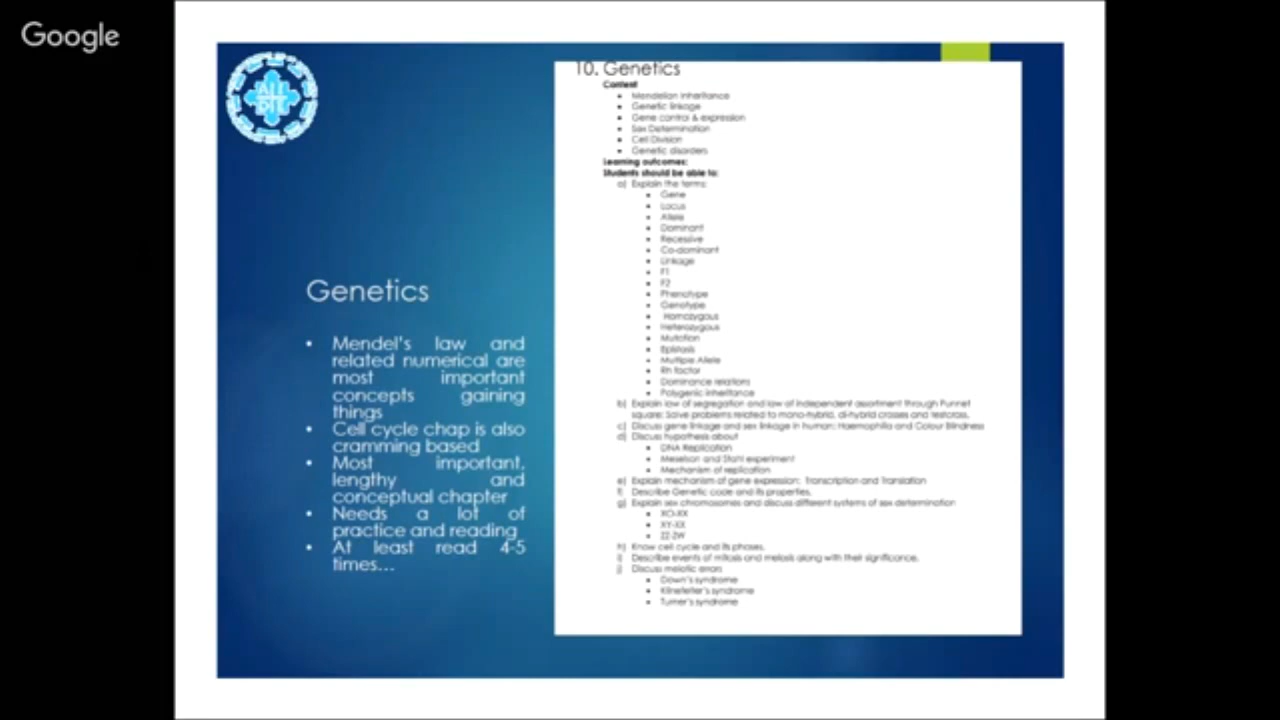 Google
ALL
PIE
Genetics
• Mendel's law and
related numerical are
most important
concepts gaining
things
• Cell cycle chap is also
cramming based
• Most important,
lengthy and
conceptual chapter
• Needs a lot of
practice and reading
• At least read 4-5
times...
10. Genetics
Content
• Mendelian Inheritance
• Genetic linkage
• Gene control & expression
• Sex Determination
• Cell Division
• Genetic disorders
Learning outcomes:
Students should be able to:
a) Explain the terms:
• Gene
• Locus
• Allele
• Dominant
• Recessive
• Co-dominant
• Linkage
• F1
• F2
• Phenotype
• Genotype
• Homozygous
• Heterozygous
• Mutation
• Epistasis
• Multiple Allele
• Rh factor
• Dominance relations
• Polygenic inheritance
b) Explain law of segregation and law of independent assortment through Punnet
square: Solve problems related to mono-hybrid, di-hybrid crosses and testcross.
c) Discuss gene linkage and sex linkage in human: Haemophilia and Colour Blindness
d) Discuss hypothesis about
• DNA Replication
• Meselson and Stahl experiment
• Mechanism of replication
e) Explain mechanism of gene expression: Transcription and Translation
f) Describe Genetic code and its properties.
g) Explain sex chromosomes and discuss different systems of sex determination
• XO-XX
• XY-XX
• ZZ-ZW
h) Know cell cycle and its phases.
i) Describe events of mitosis and meiosis along with their significance.
j) Discuss meiotic errors
• Down's syndrome
• Klinefelter's syndrome
• Turner's syndrome